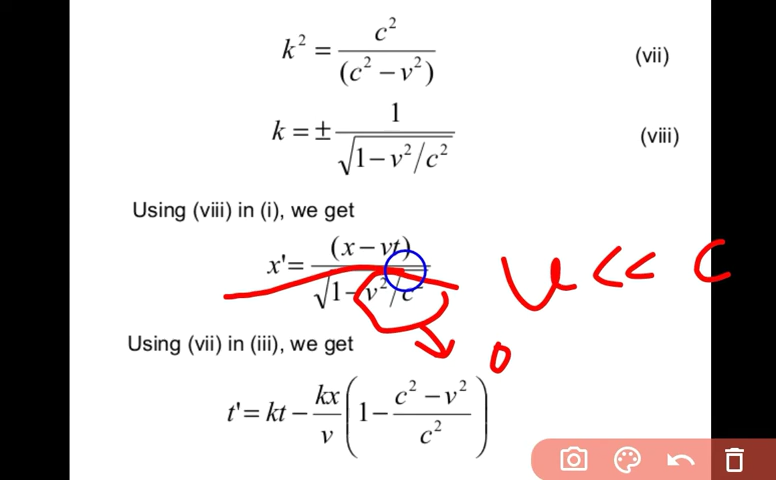 k² = c² / (c² − v²) (vii)
k = ± 1 / √(1 − v²/c²) (viii)
Using (viii) in (i), we get
x' = (x − vt) / √(1 − v²/c²)
v << c
0
Using (vii) in (iii), we get
t' = kt − kx/v (1 − (c² − v²)/c²)